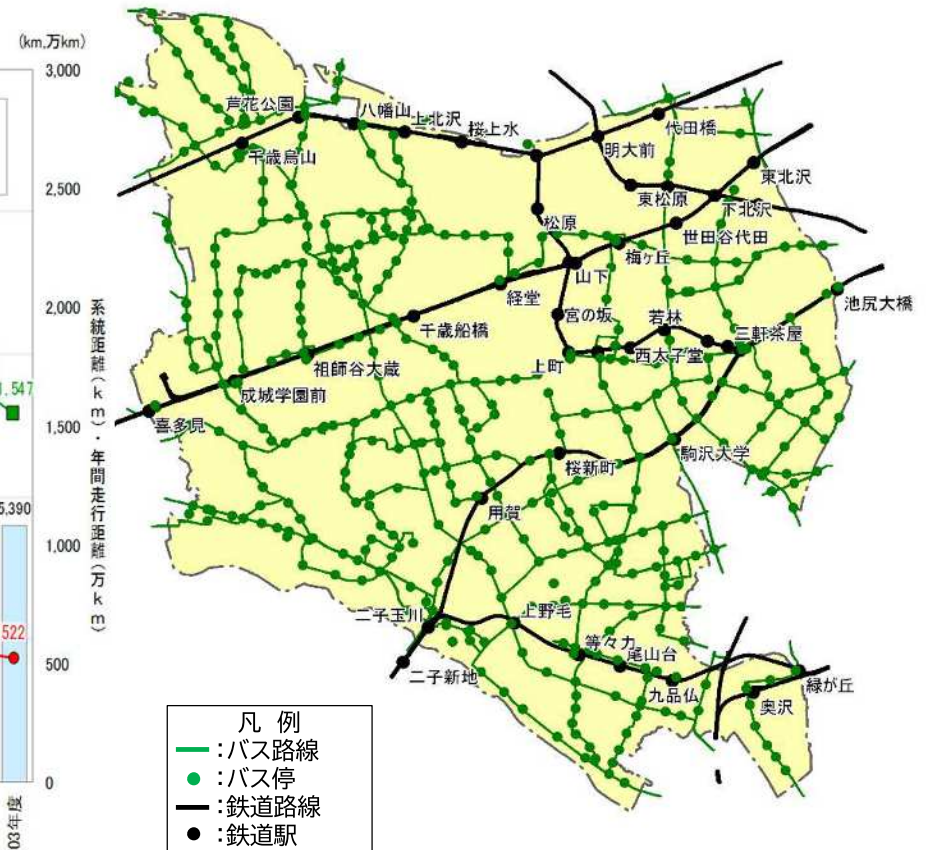 (km,万km)
3,000
2,500
2,000
1,500
1,000
500
0
系統距離(km)・年間走行距離(万km)
1,547
5,390
522
03年度
芦花公園
八幡山
上北沢
桜上水
代田橋
明大前
千歳烏山
東北沢
東松原
下北沢
松原
世田谷代田
梅ヶ丘
山下
経堂
池尻大橋
宮の坂
若林
千歳船橋
三軒茶屋
西太子堂
上町
祖師谷大蔵
成城学園前
喜多見
駒沢大学
桜新町
用賀
二子玉川
上野毛
等々力
尾山台
二子新地
九品仏
緑が丘
奥沢
凡 例
:バス路線
:バス停
:鉄道路線
:鉄道駅